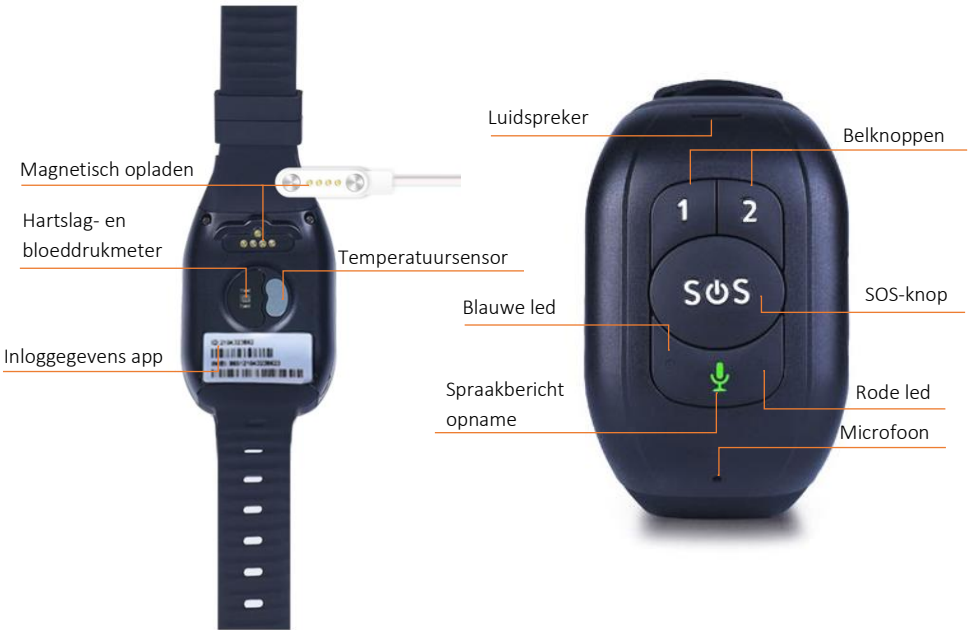 Magnetisch opladen
Hartslag- en
bloeddrukmeter
Temperatuursensor
Inloggegevens app
Luidspreker
Belknoppen
1 2
SOS
SOS-knop
Blauwe led
Spraakbericht
opname
Rode led
Microfoon